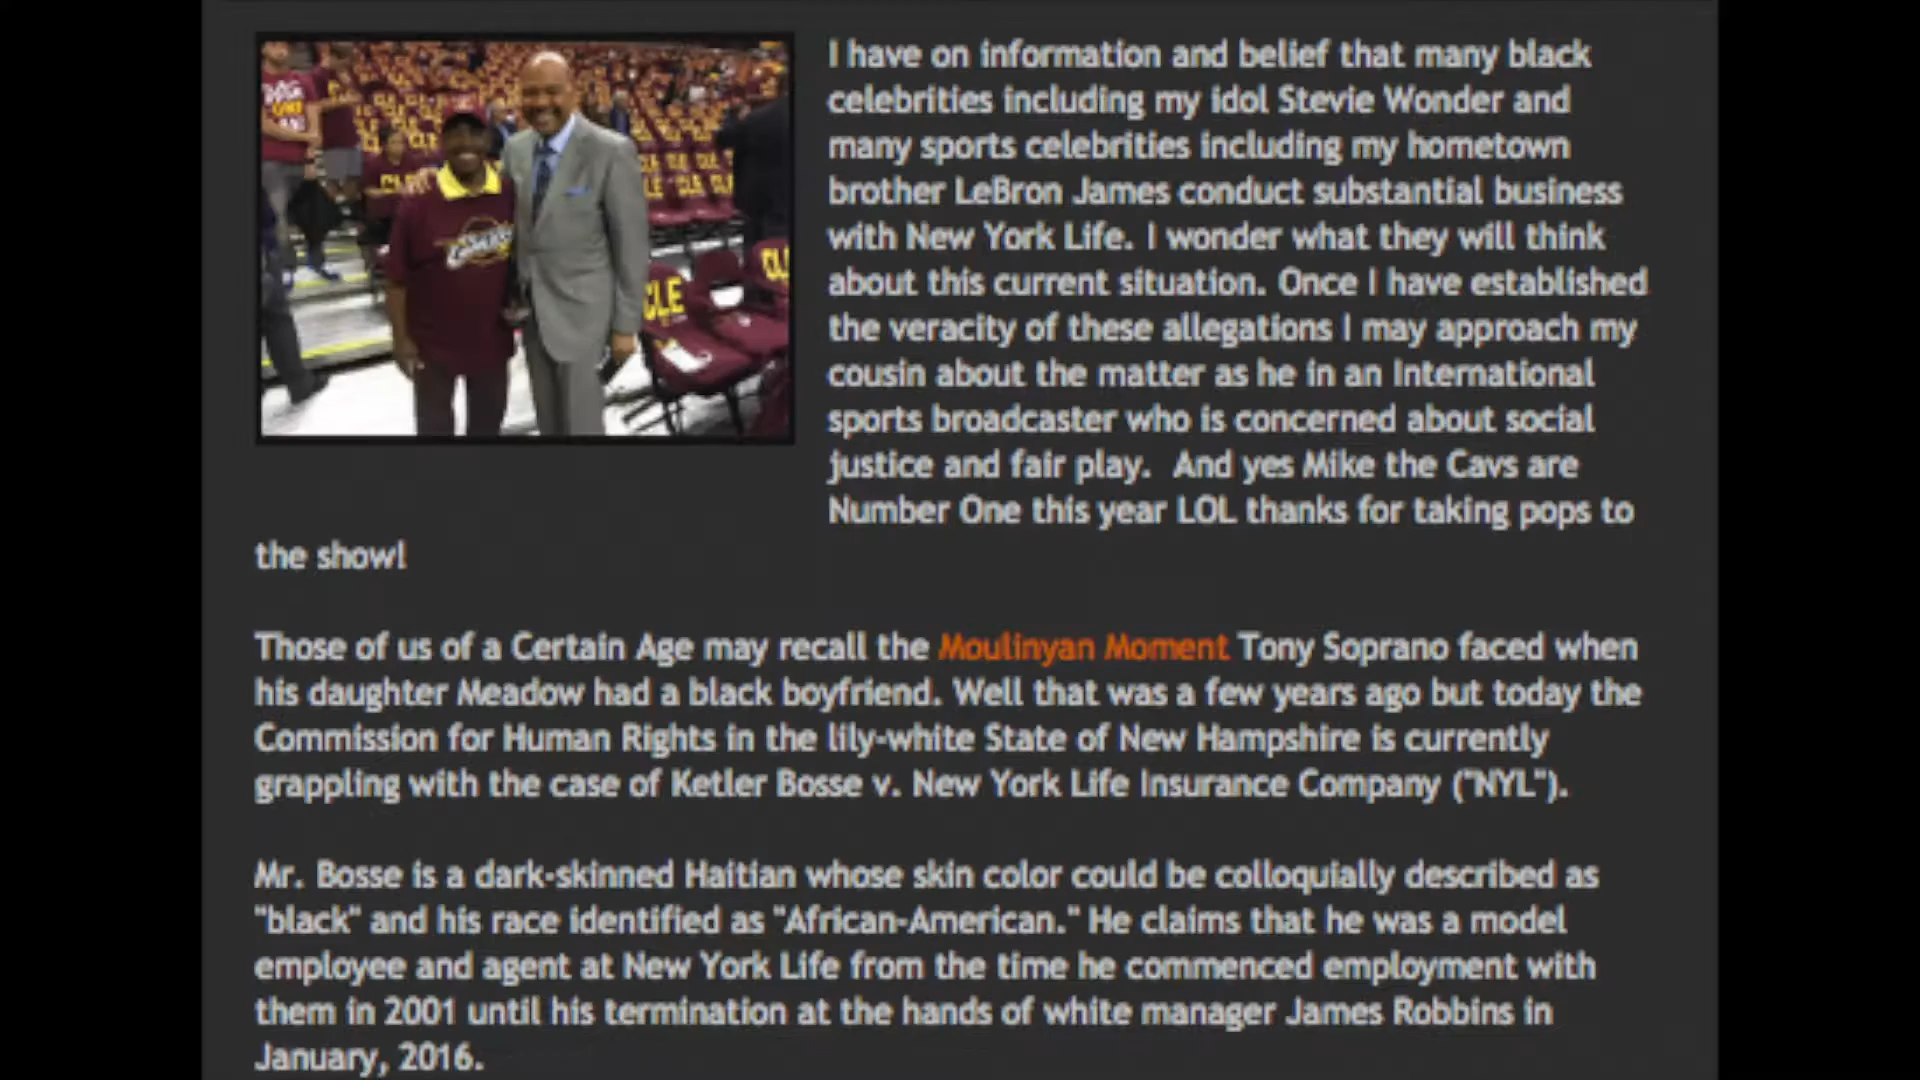 I have on information and belief that many black
celebrities including my idol Stevie Wonder and
many sports celebrities including my hometown
brother LeBron James conduct substantial business
with New York Life. I wonder what they will think
about this current situation. Once I have established
the veracity of these allegations I may approach my
cousin about the matter as he in an International
sports broadcaster who is concerned about social
justice and fair play.  And yes Mike the Cavs are
Number One this year LOL thanks for taking pops to
the show!
Those of us of a Certain Age may recall the Moulinyan Moment Tony Soprano faced when
his daughter Meadow had a black boyfriend. Well that was a few years ago but today the
Commission for Human Rights in the lily-white State of New Hampshire is currently
grappling with the case of Ketler Bosse v. New York Life Insurance Company ("NYL").
Mr. Bosse is a dark-skinned Haitian whose skin color could be colloquially described as
"black" and his race identified as "African-American." He claims that he was a model
employee and agent at New York Life from the time he commenced employment with
them in 2001 until his termination at the hands of white manager James Robbins in
January, 2016.
CLE